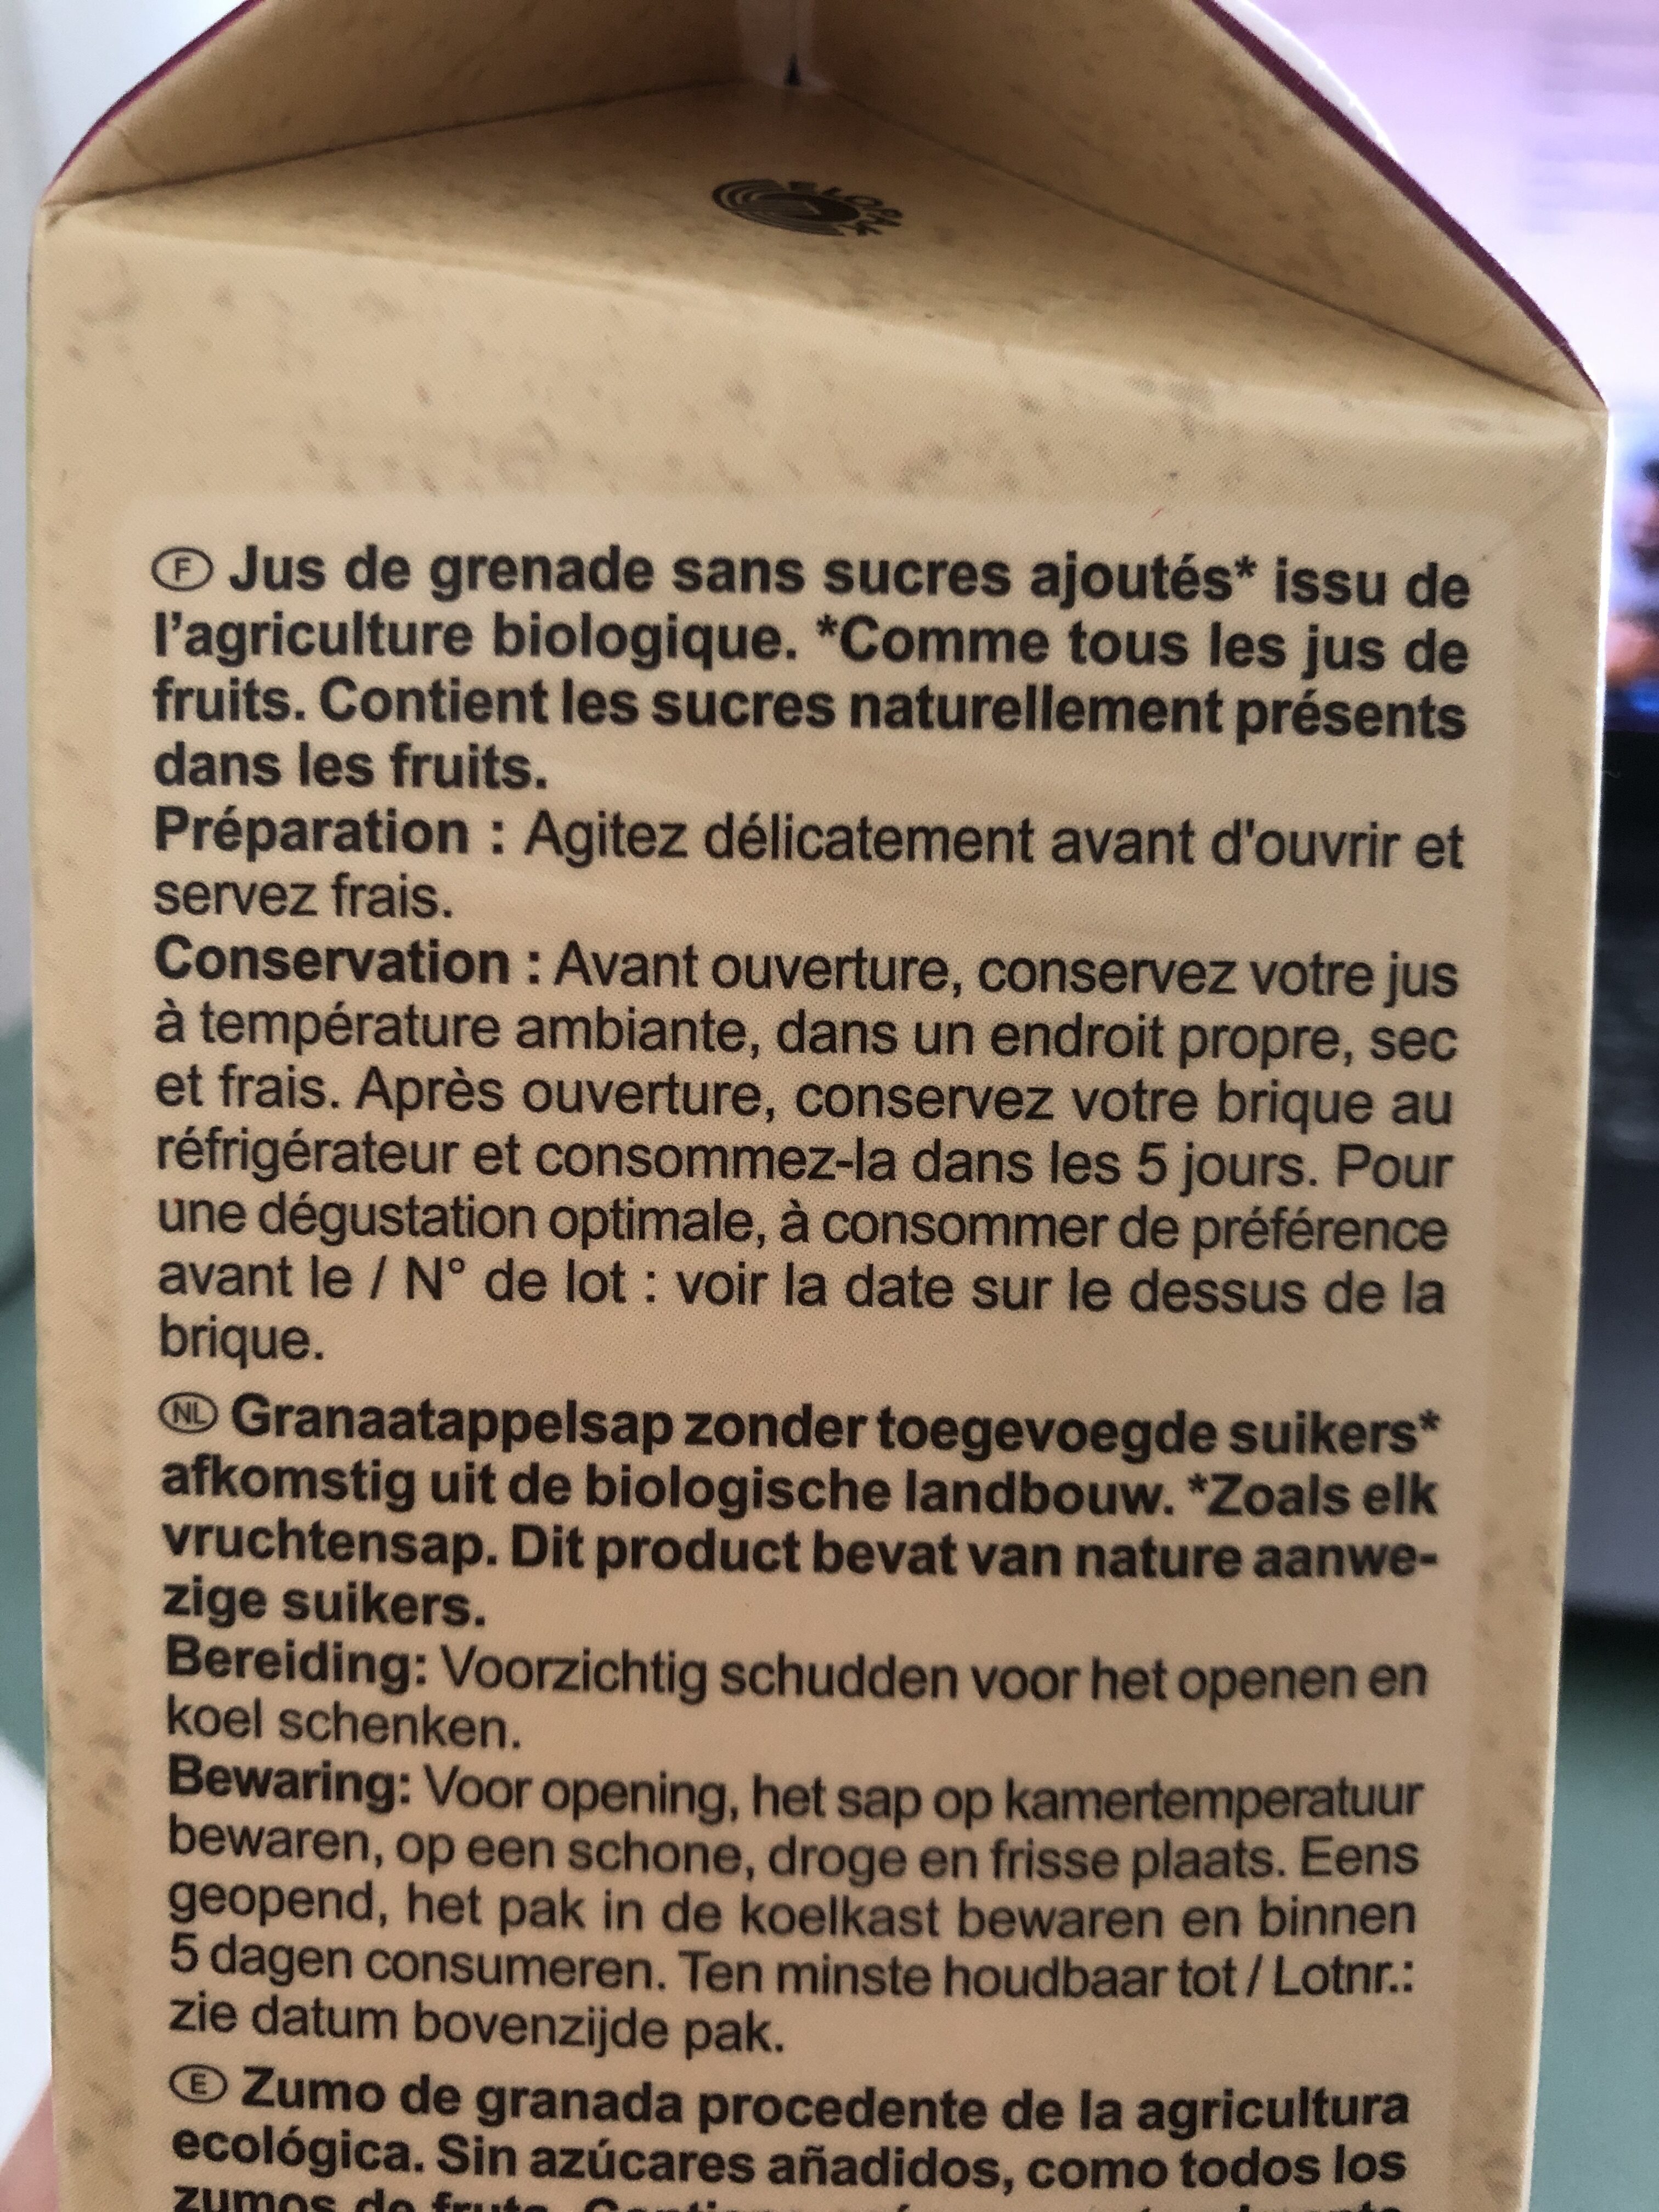 ELOPAK
F Jus de grenade sans sucres ajoutés* issu de
l’agriculture biologique. *Comme tous les jus de
fruits. Contient les sucres naturellement présents
dans les fruits.
Préparation : Agitez délicatement avant d'ouvrir et
servez frais.
Conservation : Avant ouverture, conservez votre jus
à température ambiante, dans un endroit propre, sec
et frais. Après ouverture, conservez votre brique au
réfrigérateur et consommez-la dans les 5 jours. Pour
une dégustation optimale, à consommer de préférence
avant le / N° de lot : voir la date sur le dessus de la
brique.
NL Granaatappelsap zonder toegevoegde suikers*
afkomstig uit de biologische landbouw. *Zoals elk
vruchtensap. Dit product bevat van nature aanwe-
zige suikers.
Bereiding: Voorzichtig schudden voor het openen en
koel schenken.
Bewaring: Voor opening, het sap op kamertemperatuur
bewaren, op een schone, droge en frisse plaats. Eens
geopend, het pak in de koelkast bewaren en binnen
5 dagen consumeren. Ten minste houdbaar tot / Lotnr.:
zie datum bovenzijde pak.
E Zumo de granada procedente de la agricultura
ecológica. Sin azúcares añadidos, como todos los
zumos de fruta.